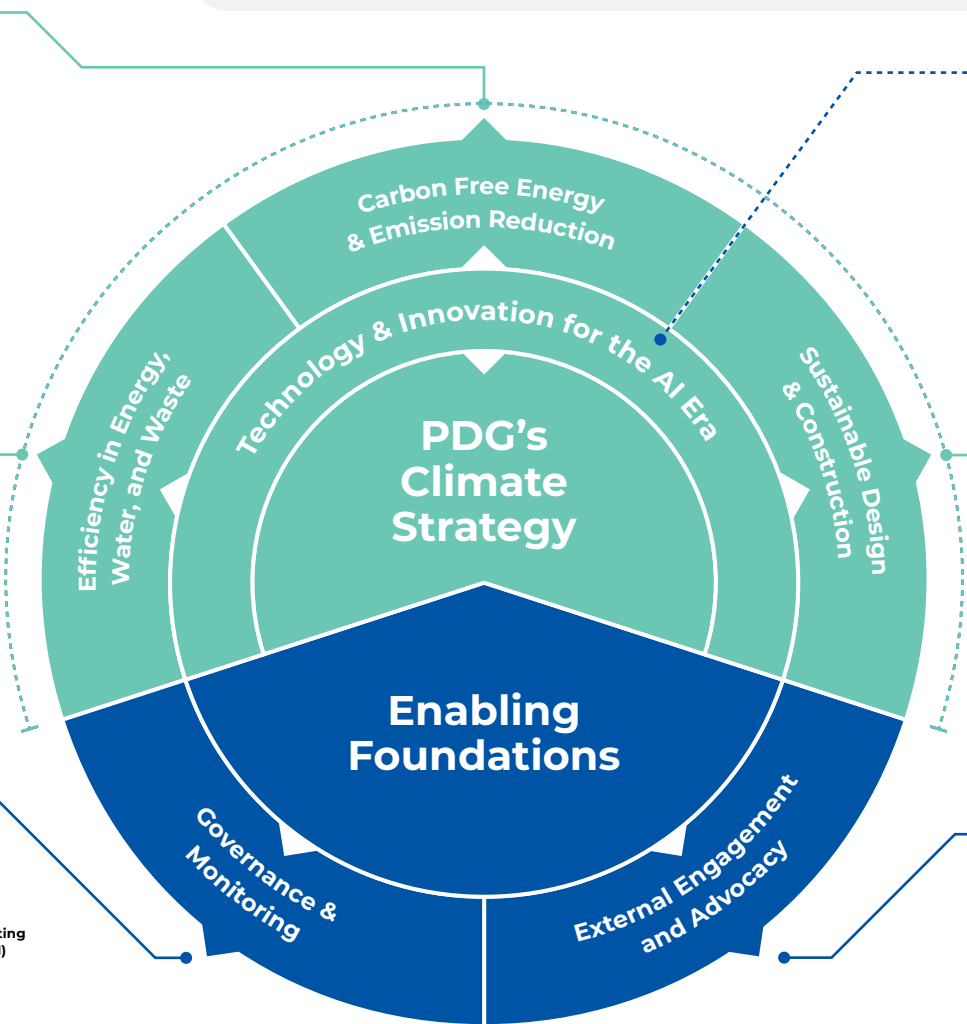 Carbon Free Energy
& Emission Reduction
Technology & Innovation for the AI Era
Efficiency in Energy,
Water, and Waste
Sustainable Design
& Construction
PDG’s
Climate
Strategy
Enabling
Foundations
Governance &
Monitoring
External Engagement
and Advocacy